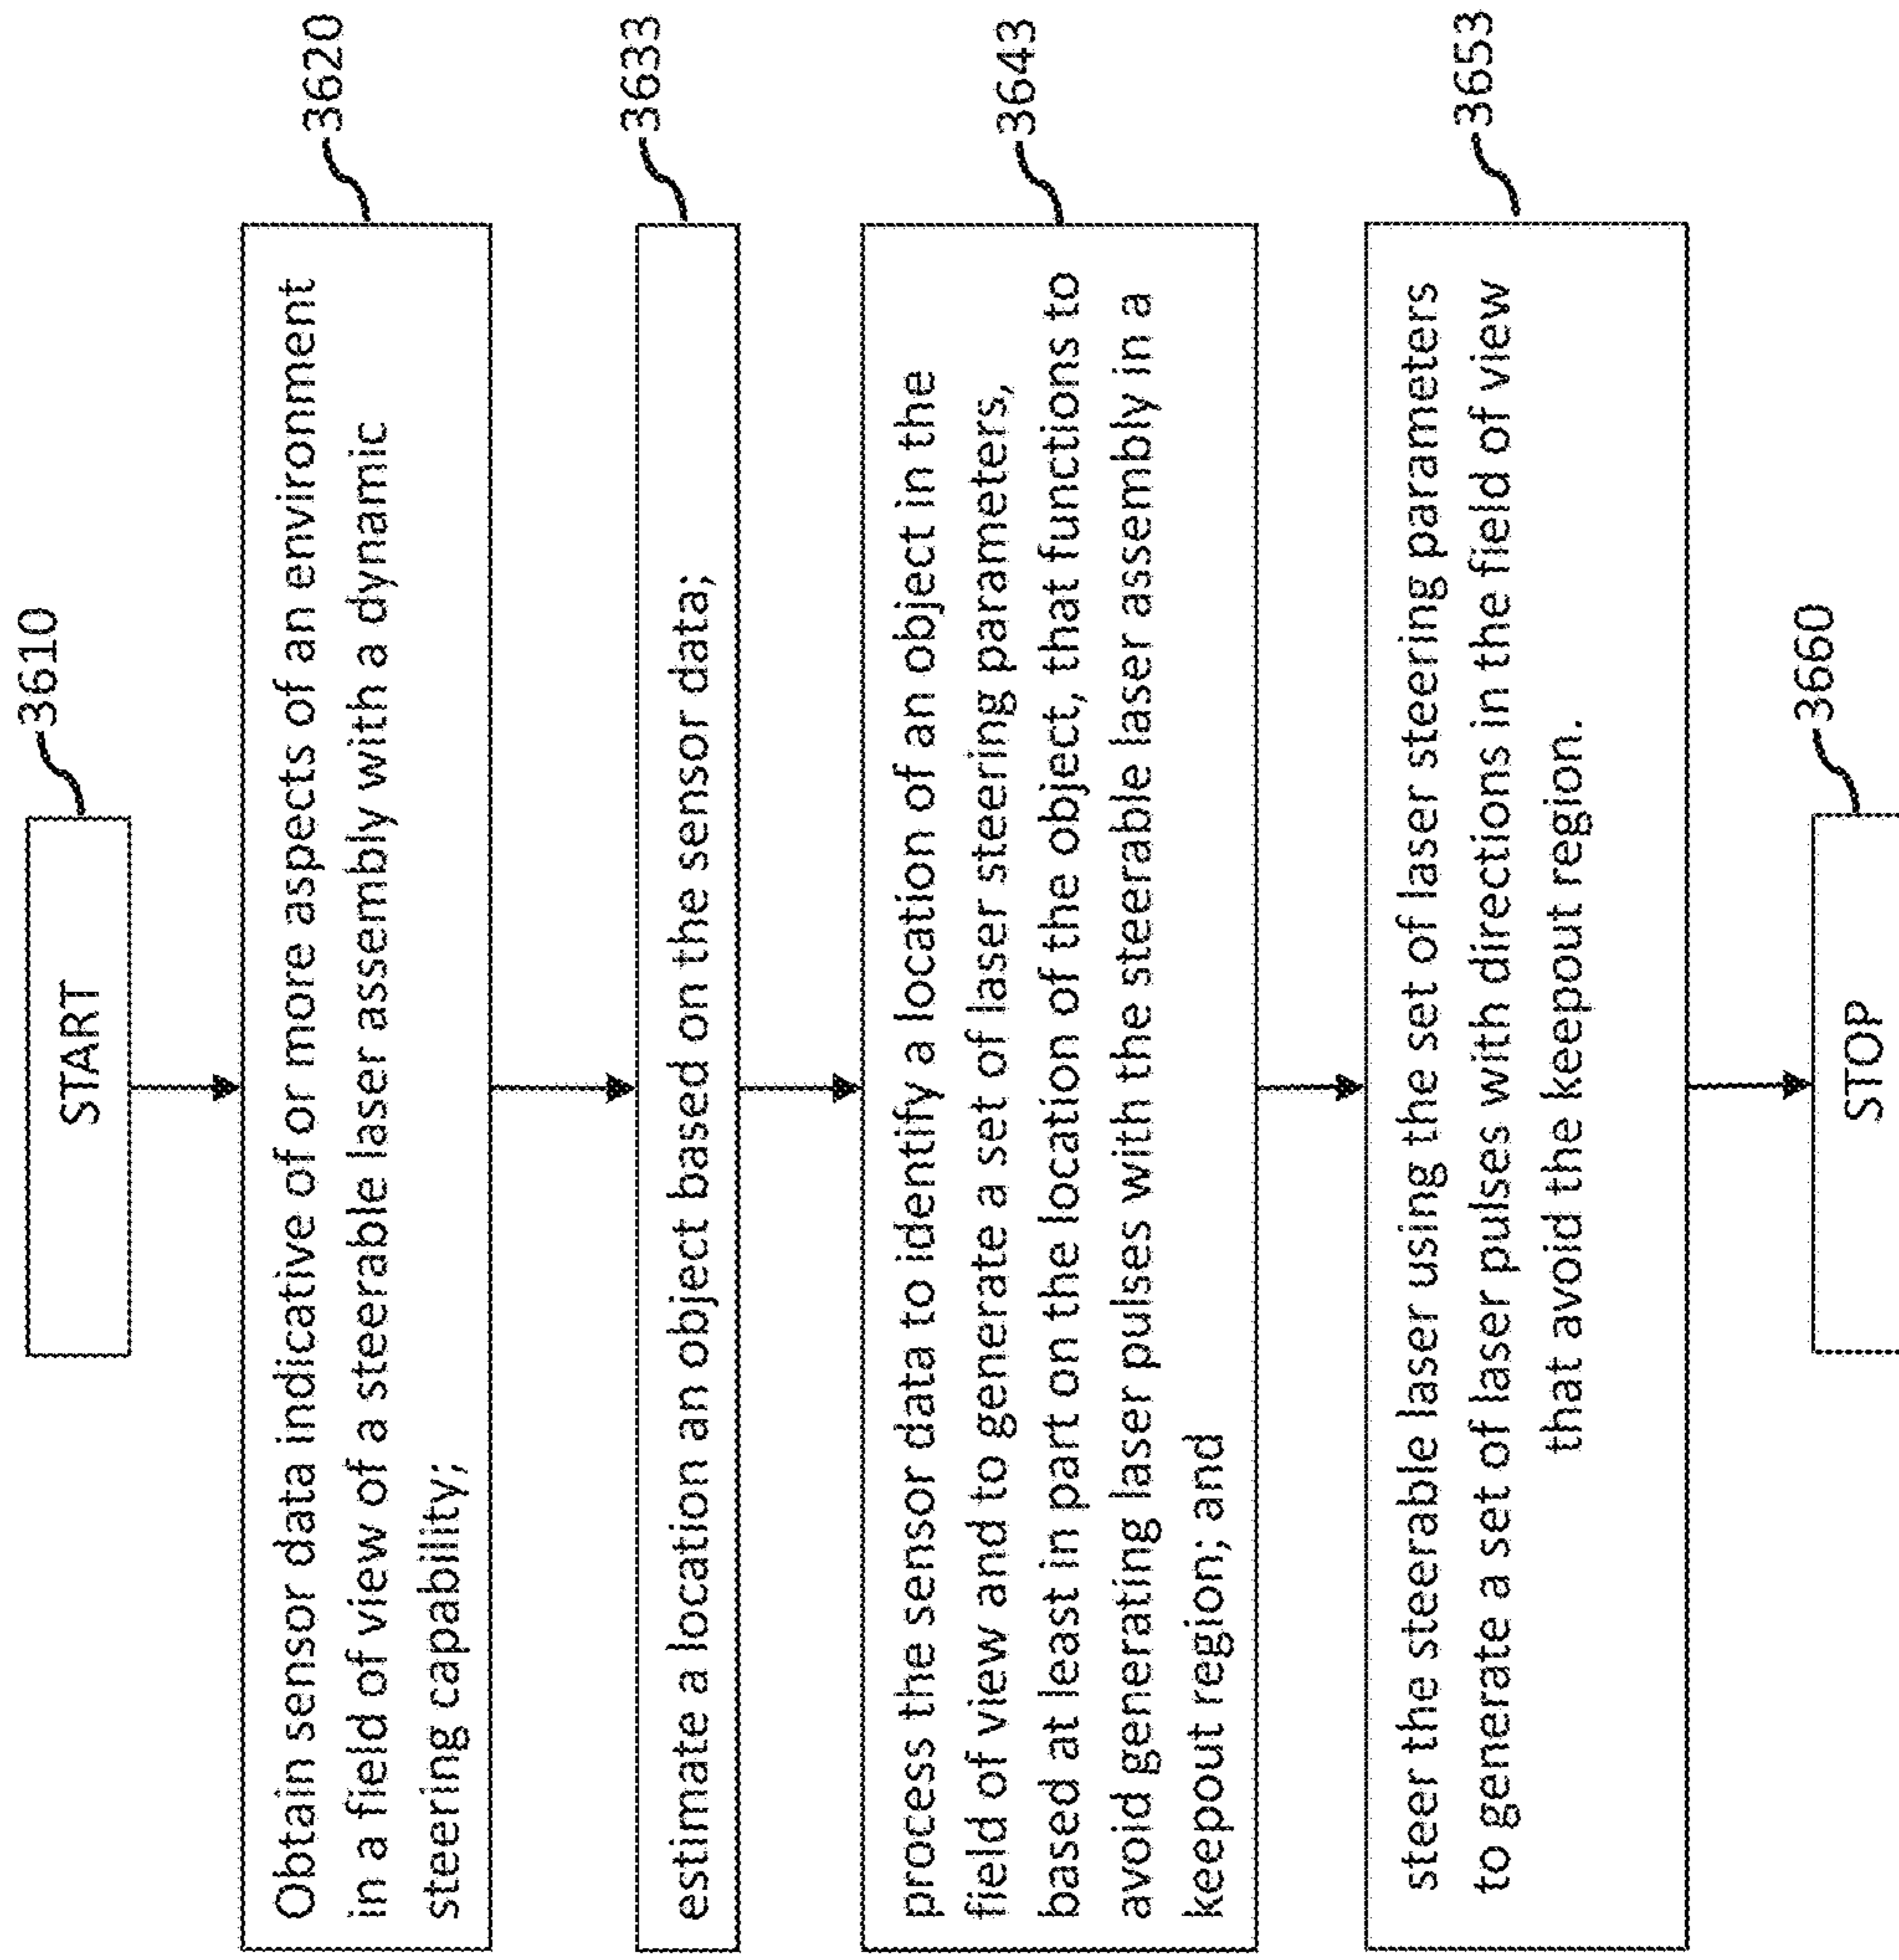 START
3610
Obtain sensor data indicative of or more aspects of an environment
in a field of view of a steerable laser assembly with a dynamic
steering capability;
3620
estimate a location an object based on the sensor data;
3633
process the sensor data to identify a location of an object in the
field of view and to generate a set of laser steering parameters,
based at least in part on the location of the object, that functions to
avoid generating laser pulses with the steerable laser assembly in a
keepout region; and
3643
steer the steerable laser using the set of laser steering parameters
to generate a set of laser pulses with directions in the field of view
that avoid the keepout region.
3653
STOP
3660